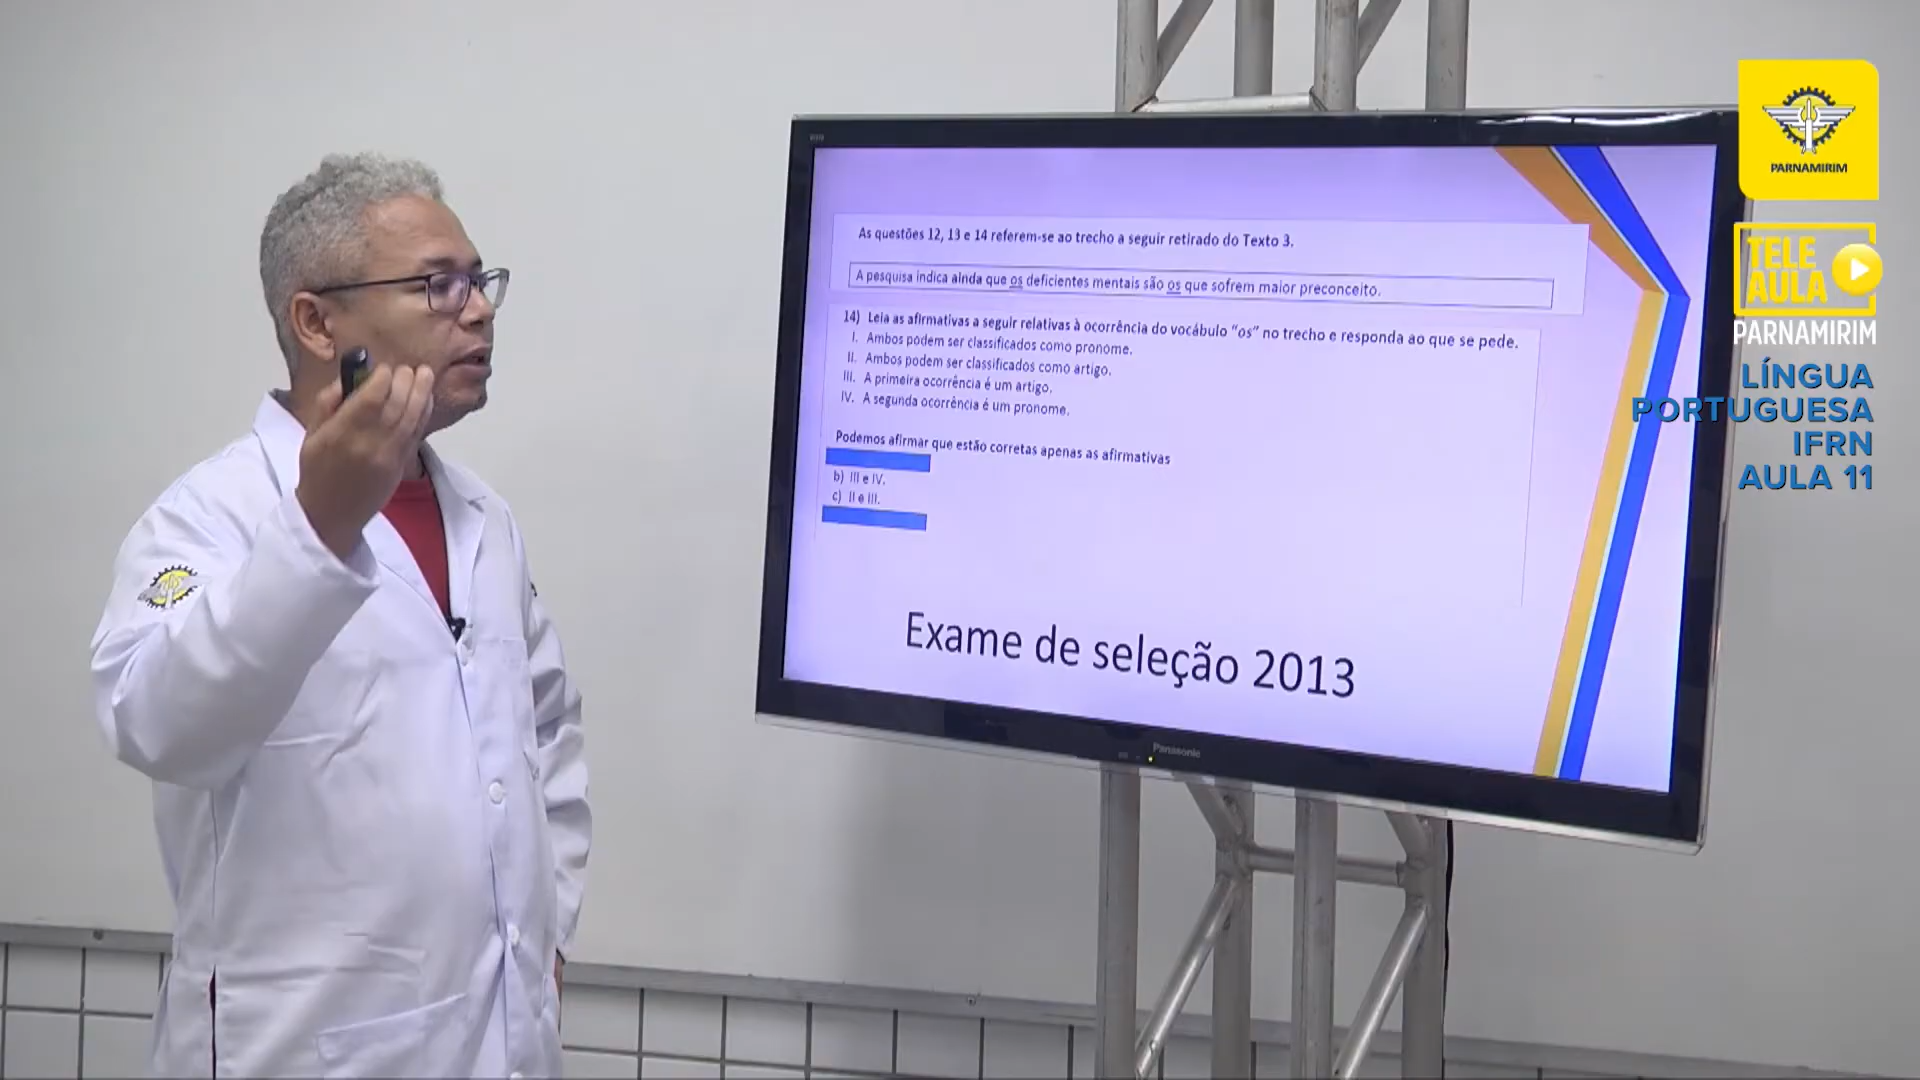 As questões 12, 13 e 14 referem-se ao trecho a seguir retirado do Texto 3.
A pesquisa indica ainda que os deficientes mentais são os que sofrem maior preconceito.
14) Leia as afirmativas a seguir relativas à ocorrência do vocábulo “os” no trecho e responda ao que se pede.
I. Ambos podem ser classificados como pronome.
II. Ambos podem ser classificados como artigo.
III. A primeira ocorrência é um artigo.
IV. A segunda ocorrência é um pronome.
Podemos afirmar que estão corretas apenas as afirmativas
b) III e IV.
c) II e III.
Exame de seleção 2013
Panasonic
PARNAMIRIM
TELE
AULA
PARNAMIRIM
LÍNGUA
PORTUGUESA
IFRN
AULA 11